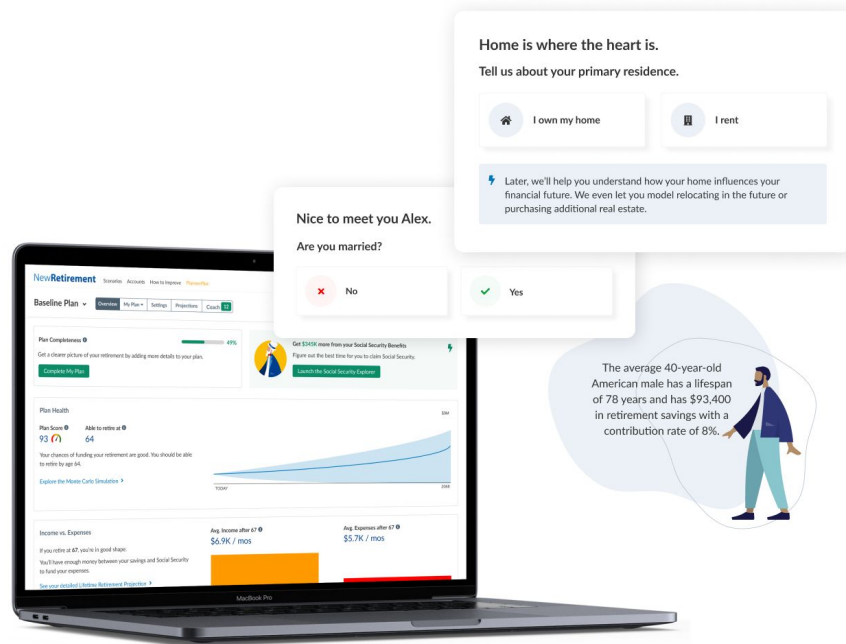 Home is where the heart is.
Tell us about your primary residence.
I own my home
I rent
Later, we'll help you understand how your home influences your
financial future. We even let you model relocating in the future or
purchasing additional real estate.
Nice to meet you Alex.
Are you married?
No
Yes
NewRetirement
Scenarios Accounts How to Improve
Baseline Plan
Overview My Plan Settings Projections Coach 12
Plan Completeness
49%
Get a clearer picture of your retirement by adding more details to your plan.
Complete My Plan
Get $245K more from your Social Security Benefits
Figure out the best time for you to claim Social Security.
Launch the Social Security Explorer
Plan Health
Plan Score
Able to retire at
93
64
Your chances of funding your retirement are good. You should be able
to retire by age 64.
Explore the Monte Carlo Simulation >
TODAY
Income vs. Expenses
If you retire at 67, you're in good shape:
You'll have enough money between your savings and Social Security
to fund your expenses.
See your detailed Lifetime Retirement Projection >
Avg. Income after 67
$6.9K / mos
Avg. Expenses after 67
$5.7K / mos
MacBook Pro
The average 40-year-old
American male has a lifespan
of 78 years and has $93,400
in retirement savings with a
contribution rate of 8%.